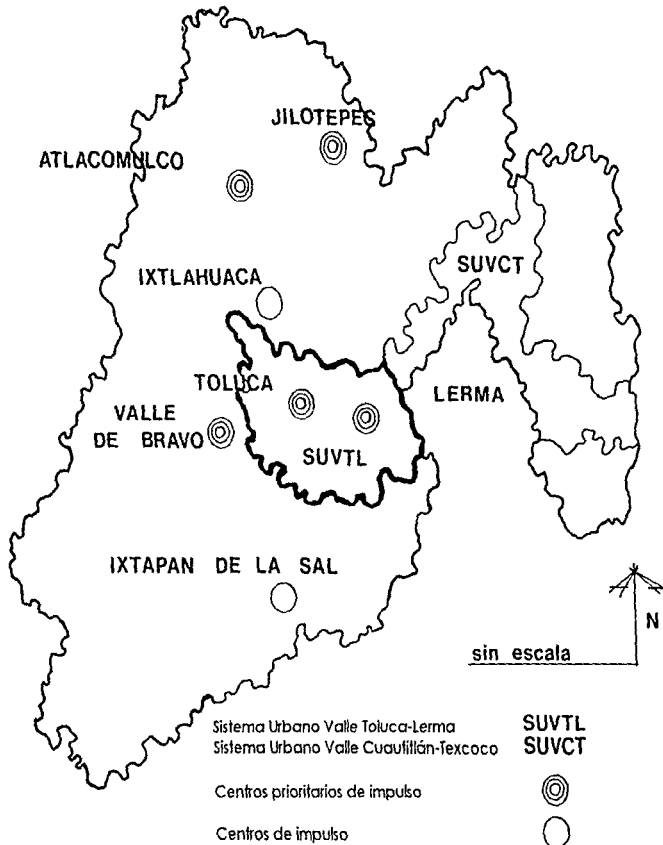 JILOTEPEC
ATLACOMULCO
SUVCT
IXTLAHUACA
TOLUCA
LERMA
VALLE
DE BRAVO
SUVTL
IXTAPAN DE LA SAL
N
sin escala
Sistema Urbano Valle Toluca-Lerma SUVTL
Sistema Urbano Valle Cuautitlán-Texcoco SUVCT
Centros prioritarios de impulso
Centros de impulso